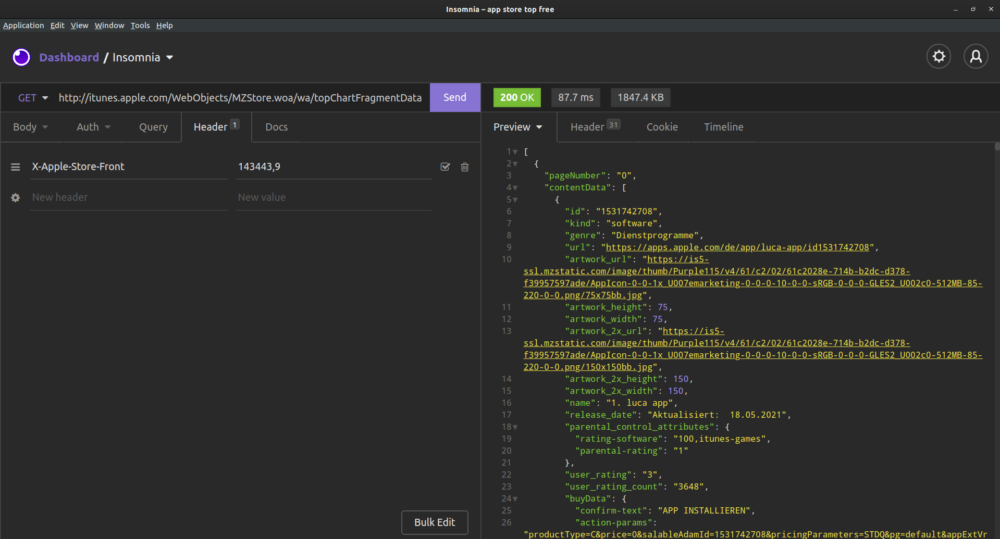 Insomnia – app store top free
Application Edit View Window Tools Help
Dashboard / Insomnia
GET http://itunes.apple.com/WebObjects/MZStore.woa/wa/topChartFragmentData Send
200 OK 87.7 ms 1847.4 KB
Body Auth Query Header 1 Docs
Preview Header 31 Cookie Timeline
X-Apple-Store-Front 143443,9
New header New value
Bulk Edit
1 [
2 {
3 "pageNumber": "0",
4 "contentData": [
5 {
6 "id": "1531742708",
7 "kind": "software",
8 "genre": "Dienstprogramme",
9 "url": "https://apps.apple.com/de/app/luca-app/id1531742708",
10 "artwork_url": "https://is5-
ssl.mzstatic.com/image/thumb/Purple115/v4/61/c2/02/61c2028e-714b-b2dc-d378-
f39957597ade/AppIcon-0-0-1x_U007emarketing-0-0-0-10-0-0-sRGB-0-0-0-GLES2_U002c0-512MB-85-
220-0-0.png/75x75bb.jpg",
11 "artwork_height": 75,
12 "artwork_width": 75,
13 "artwork_2x_url": "https://is5-
ssl.mzstatic.com/image/thumb/Purple115/v4/61/c2/02/61c2028e-714b-b2dc-d378-
f39957597ade/AppIcon-0-0-1x_U007emarketing-0-0-0-10-0-0-sRGB-0-0-0-GLES2_U002c0-512MB-85-
220-0-0.png/150x150bb.jpg",
14 "artwork_2x_height": 150,
15 "artwork_2x_width": 150,
16 "name": "1. luca app",
17 "release_date": "Aktualisiert:  18.05.2021",
18 "parental_control_attributes": {
19 "rating-software": "100,itunes-games",
20 "parental-rating": "1"
21 },
22 "user_rating": "3",
23 "user_rating_count": "3648",
24 "buyData": {
25 "confirm-text": "APP INSTALLIEREN",
26 "action-params":
"productType=C&price=0&salableAdamId=1531742708&pricingParameters=STDQ&pg=default&appExtVr